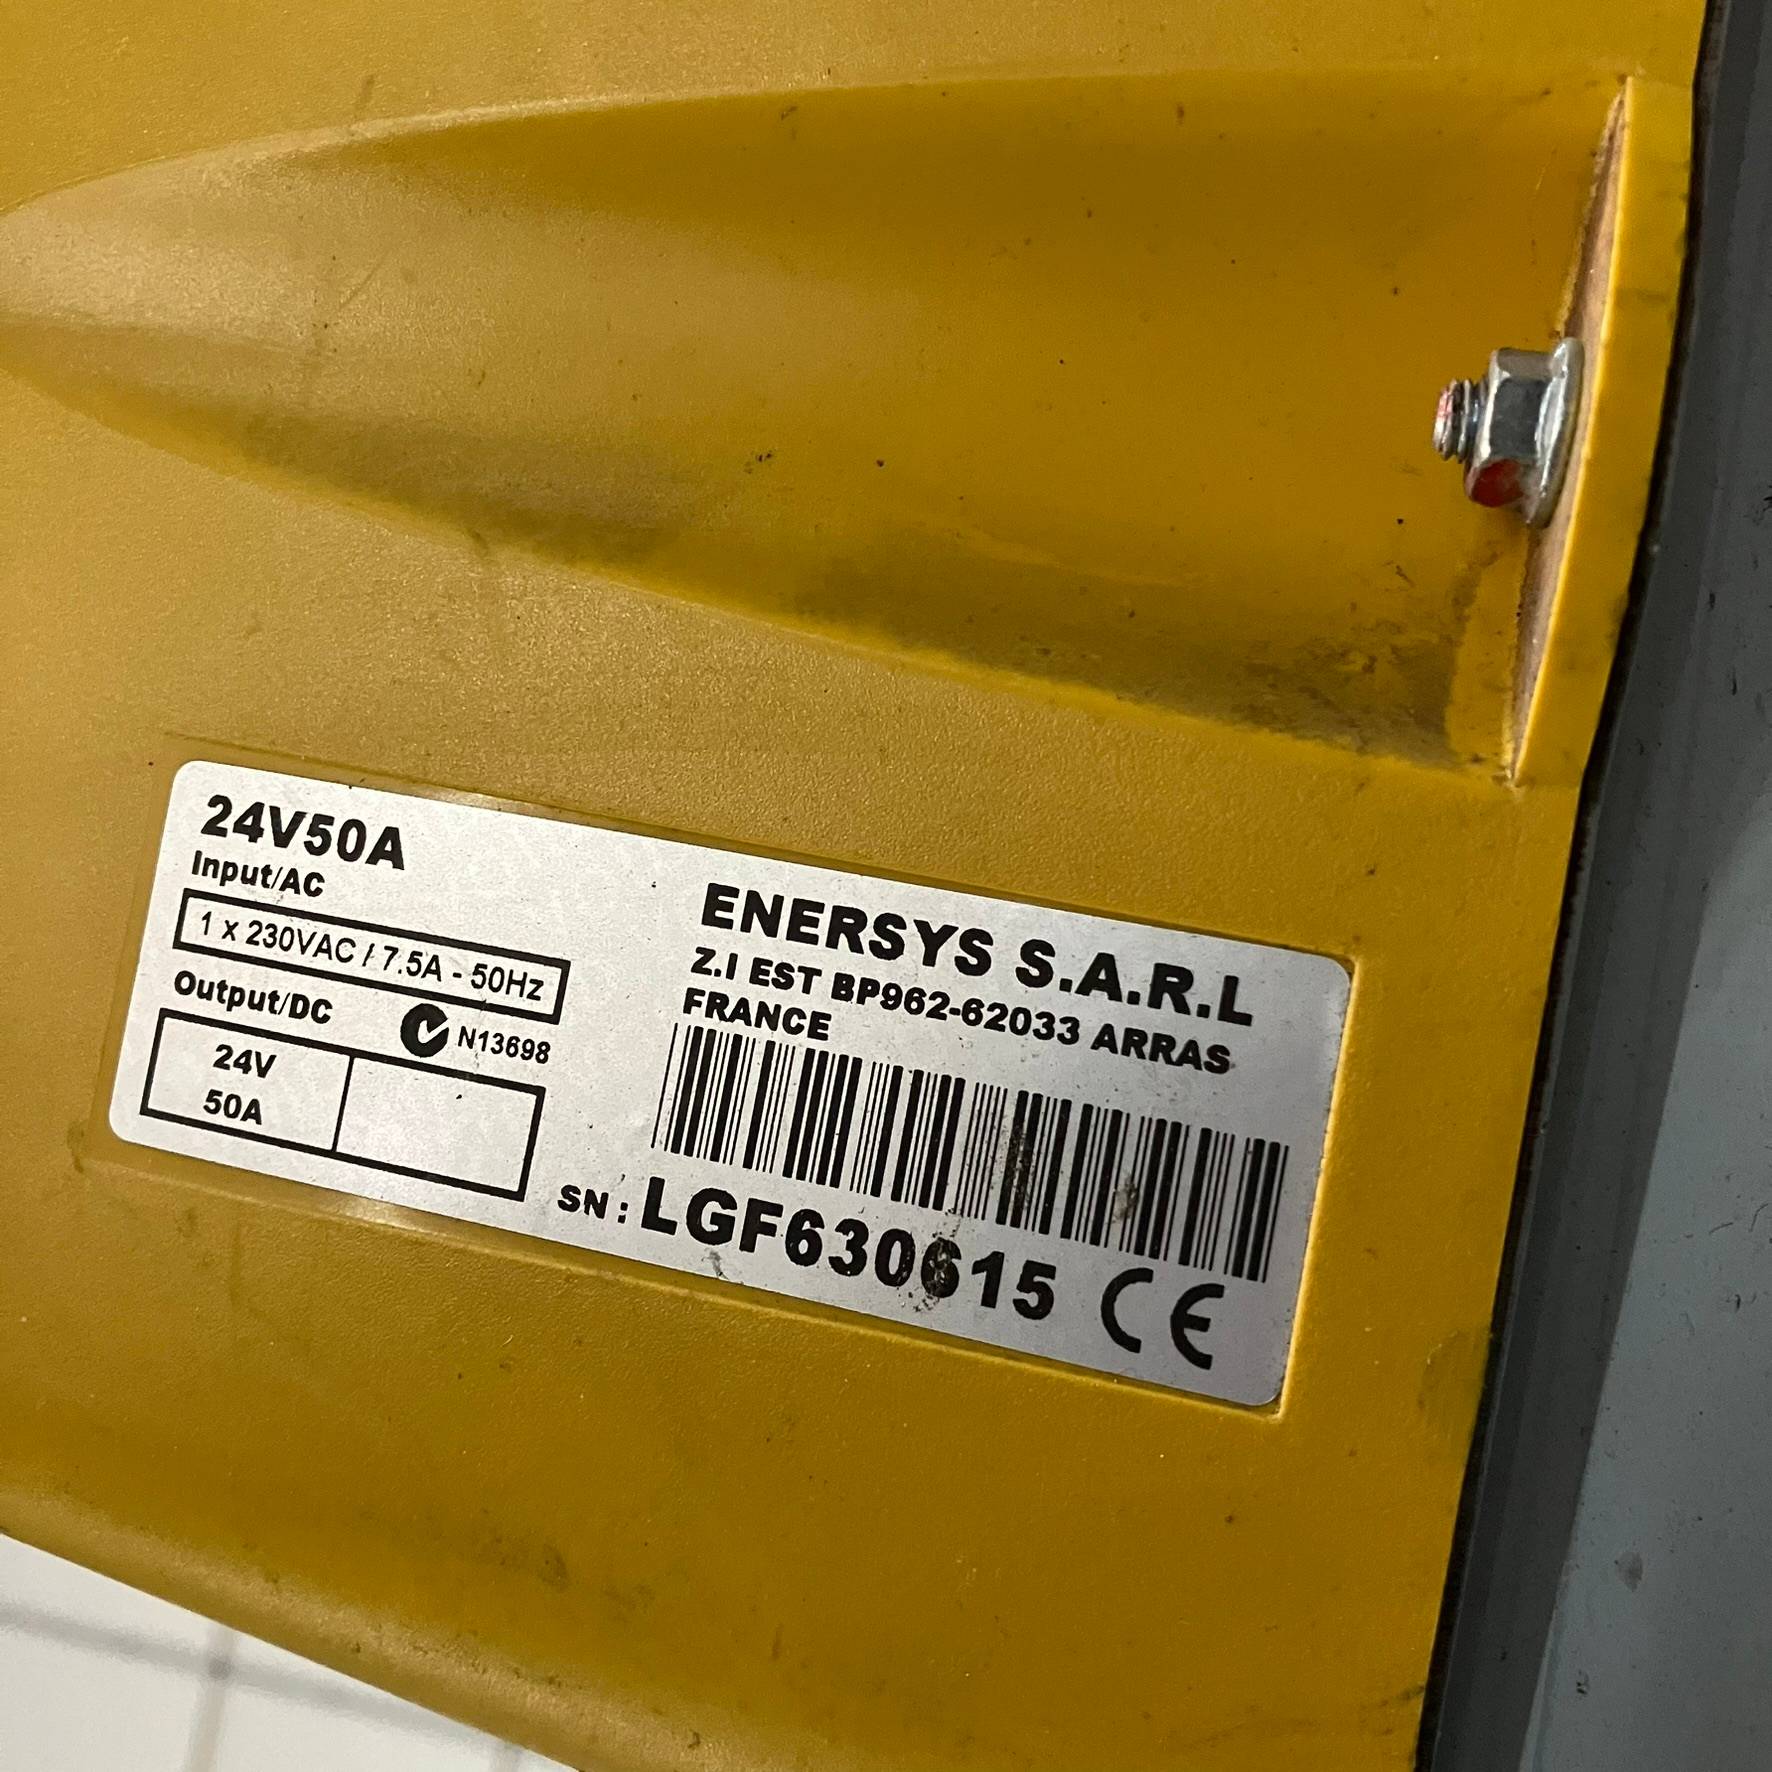 24V50A
Input/AC
1 x 230VAC / 7.5A - 50Hz
Output/DC
N13698
24V
50A
ENERSYS S.A.R.L
Z.I EST BP962-62033 ARRAS
FRANCE
SN : LGF630615
CE